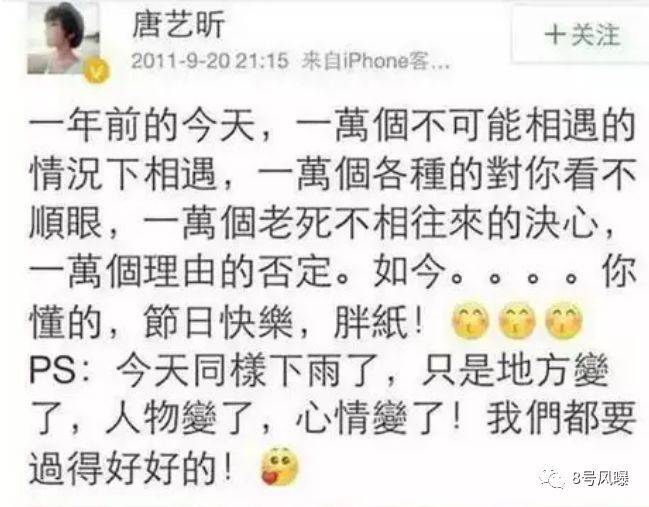 唐艺昕
+关注
2011-9-20 21:15 来自iPhone客...
一年前的今天，一萬個不可能相遇的
情況下相遇，一萬個各種的對你看不
順眼，一萬個老死不相往來的決心，
一萬個理由的否定。如今。。。。你
懂的，節日快樂，胖紙！
PS：今天同樣下雨了，只是地方變
了，人物變了，心情變了！我們都要
過得好好的！
8号风曝